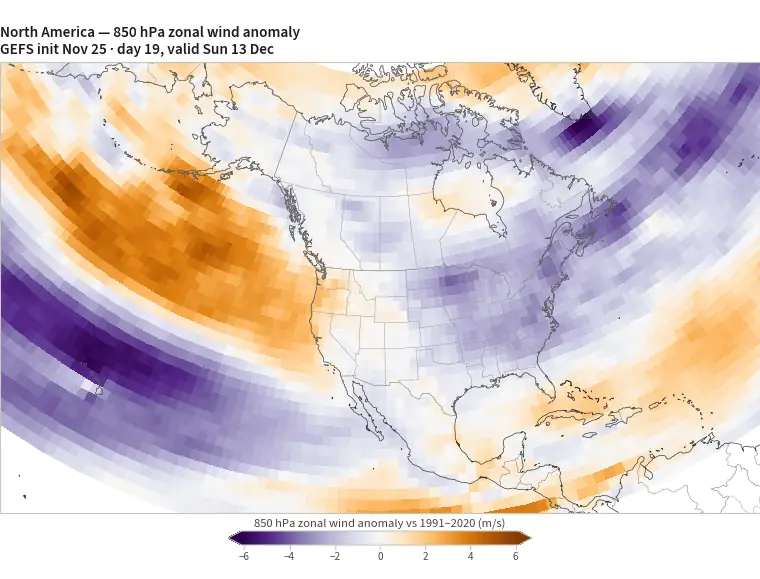 North America — 850 hPa zonal wind anomaly
GEFS init Nov 25 · day 19, valid Sun 13 Dec
850 hPa zonal wind anomaly vs 1991–2020 (m/s)
−6 −4 −2 0 2 4 6